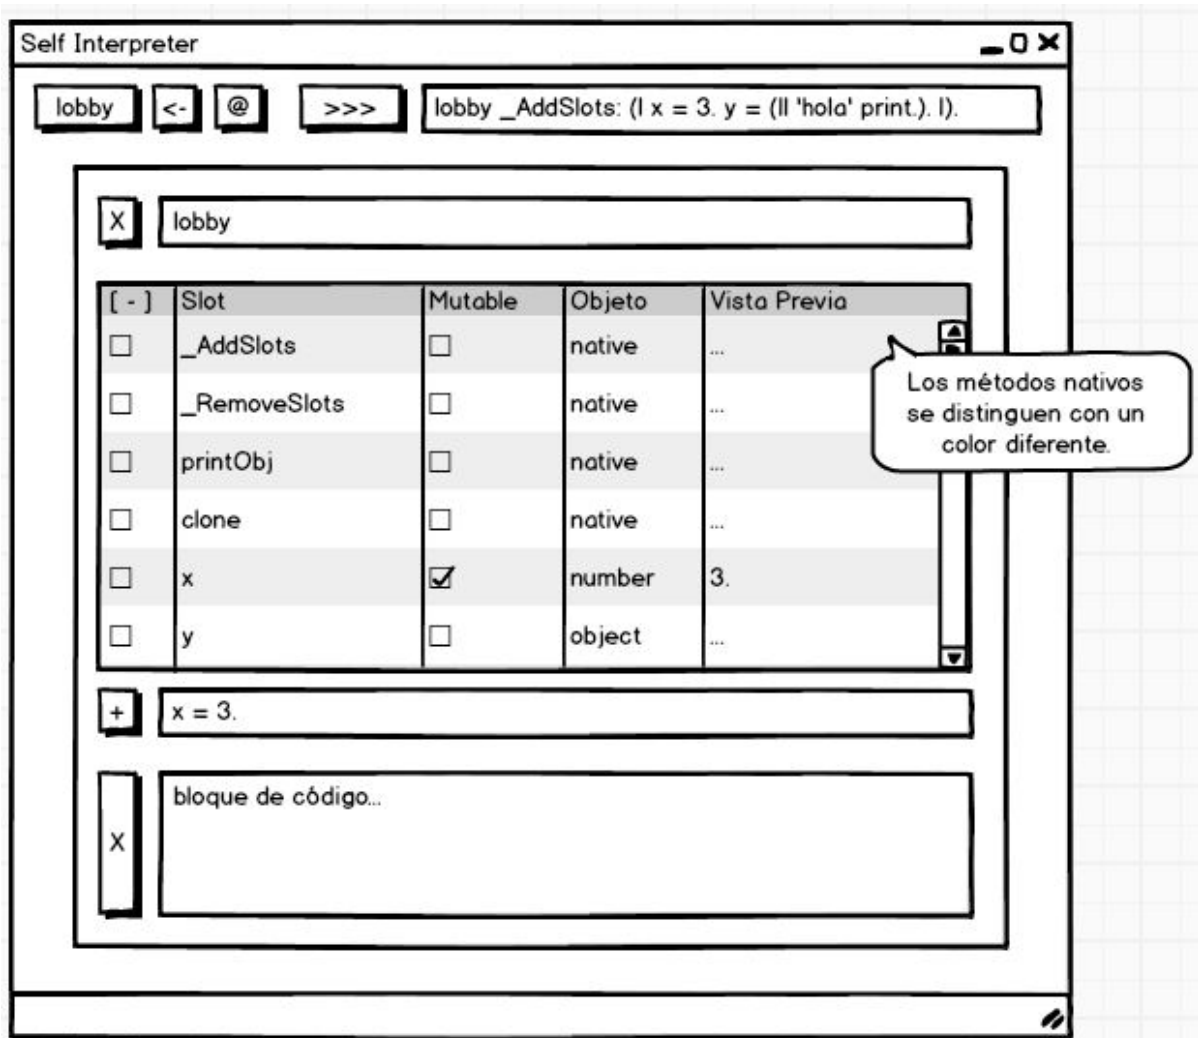 Self Interpreter
lobby <- @ >>> lobby _AddSlots: (| x = 3. y = (|| 'hola' print.). |).
X lobby
[ - ] Slot Mutable Objeto Vista Previa
_AddSlots native ...
_RemoveSlots native ...
printObj native ...
clone native ...
x number 3.
y object ...
Los métodos nativos
se distinguen con un
color diferente.
+ x = 3.
bloque de código...
X